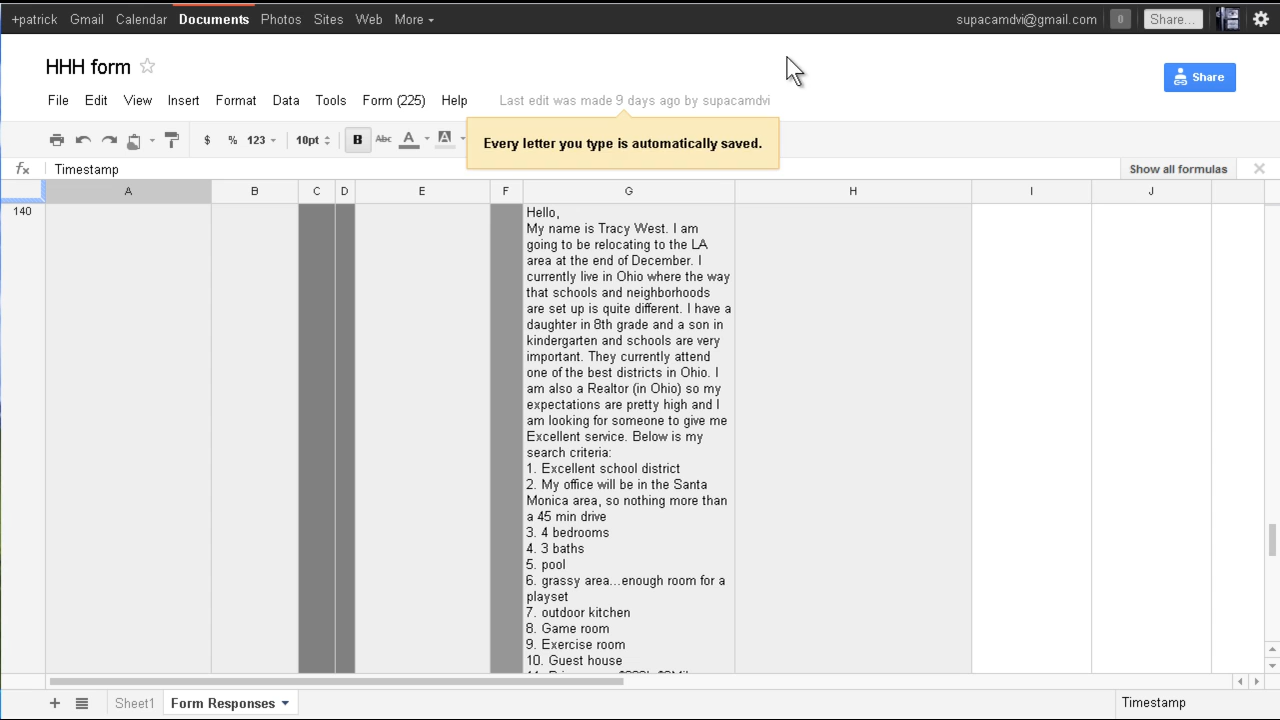 +patrick Gmail Calendar Documents Photos Sites Web More supacamdvi@gmail.com 0 Share...
HHH form
Share
File Edit View Insert Format Data Tools Form (225) Help Last edit was made 9 days ago by supacamdvi
$ % 123 10pt B Abc A A
Every letter you type is automatically saved.
fx Timestamp Show all formulas
A B C D E F G H I J
140
Hello,
My name is Tracy West. I am
going to be relocating to the LA
area at the end of December. I
currently live in Ohio where the way
that schools and neighborhoods
are set up is quite different. I have a
daughter in 8th grade and a son in
kindergarten and schools are very
important. They currently attend
one of the best districts in Ohio. I
am also a Realtor (in Ohio) so my
expectations are pretty high and I
am looking for someone to give me
Excellent service. Below is my
search criteria:
1. Excellent school district
2. My office will be in the Santa
Monica area, so nothing more than
a 45 min drive
3. 4 bedrooms
4. 3 baths
5. pool
6. grassy area...enough room for a
playset
7. outdoor kitchen
8. Game room
9. Exercise room
10. Guest house
Sheet1 Form Responses Timestamp